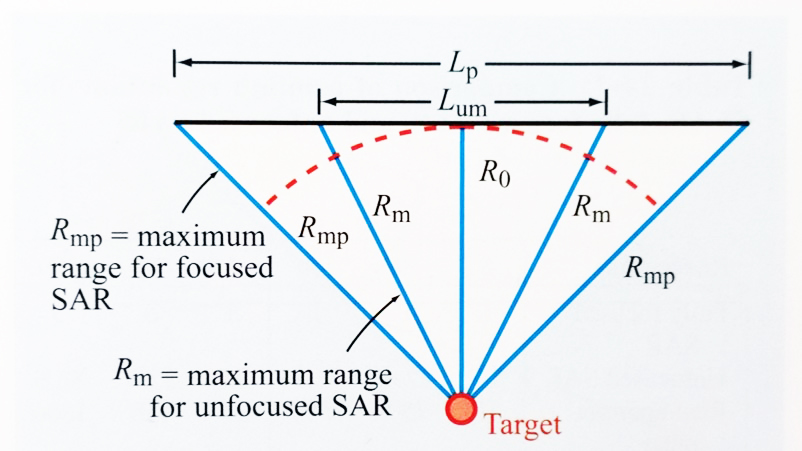 Lp
Lum
R0
Rm
Rm
Rmp
Rmp
Rmp = maximum
range for focused
SAR
Rm = maximum range
for unfocused SAR
Target